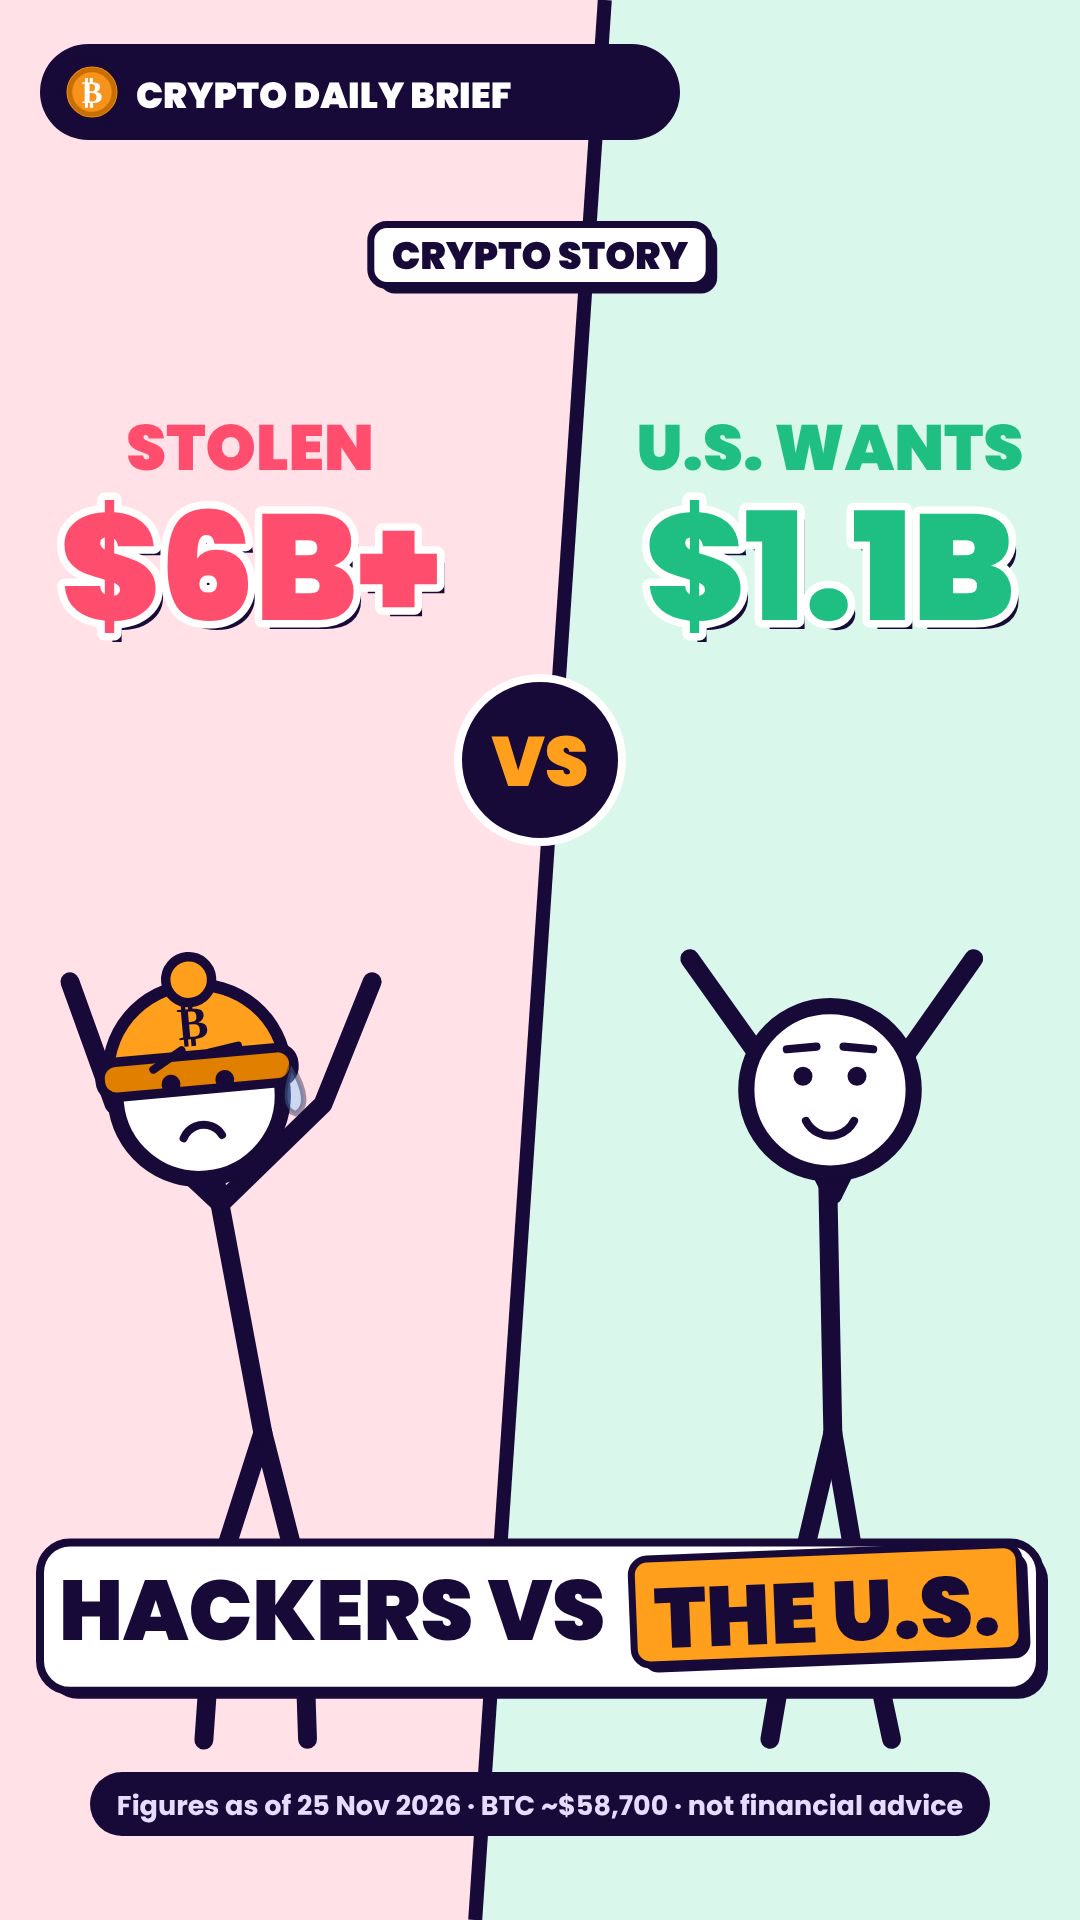 ₿ CRYPTO DAILY BRIEF
CRYPTO STORY
STOLEN
$6B+
U.S. WANTS
$1.1B
VS
₿
HACKERS VS THE U.S.
Figures as of 25 Nov 2026 · BTC ~$58,700 · not financial advice